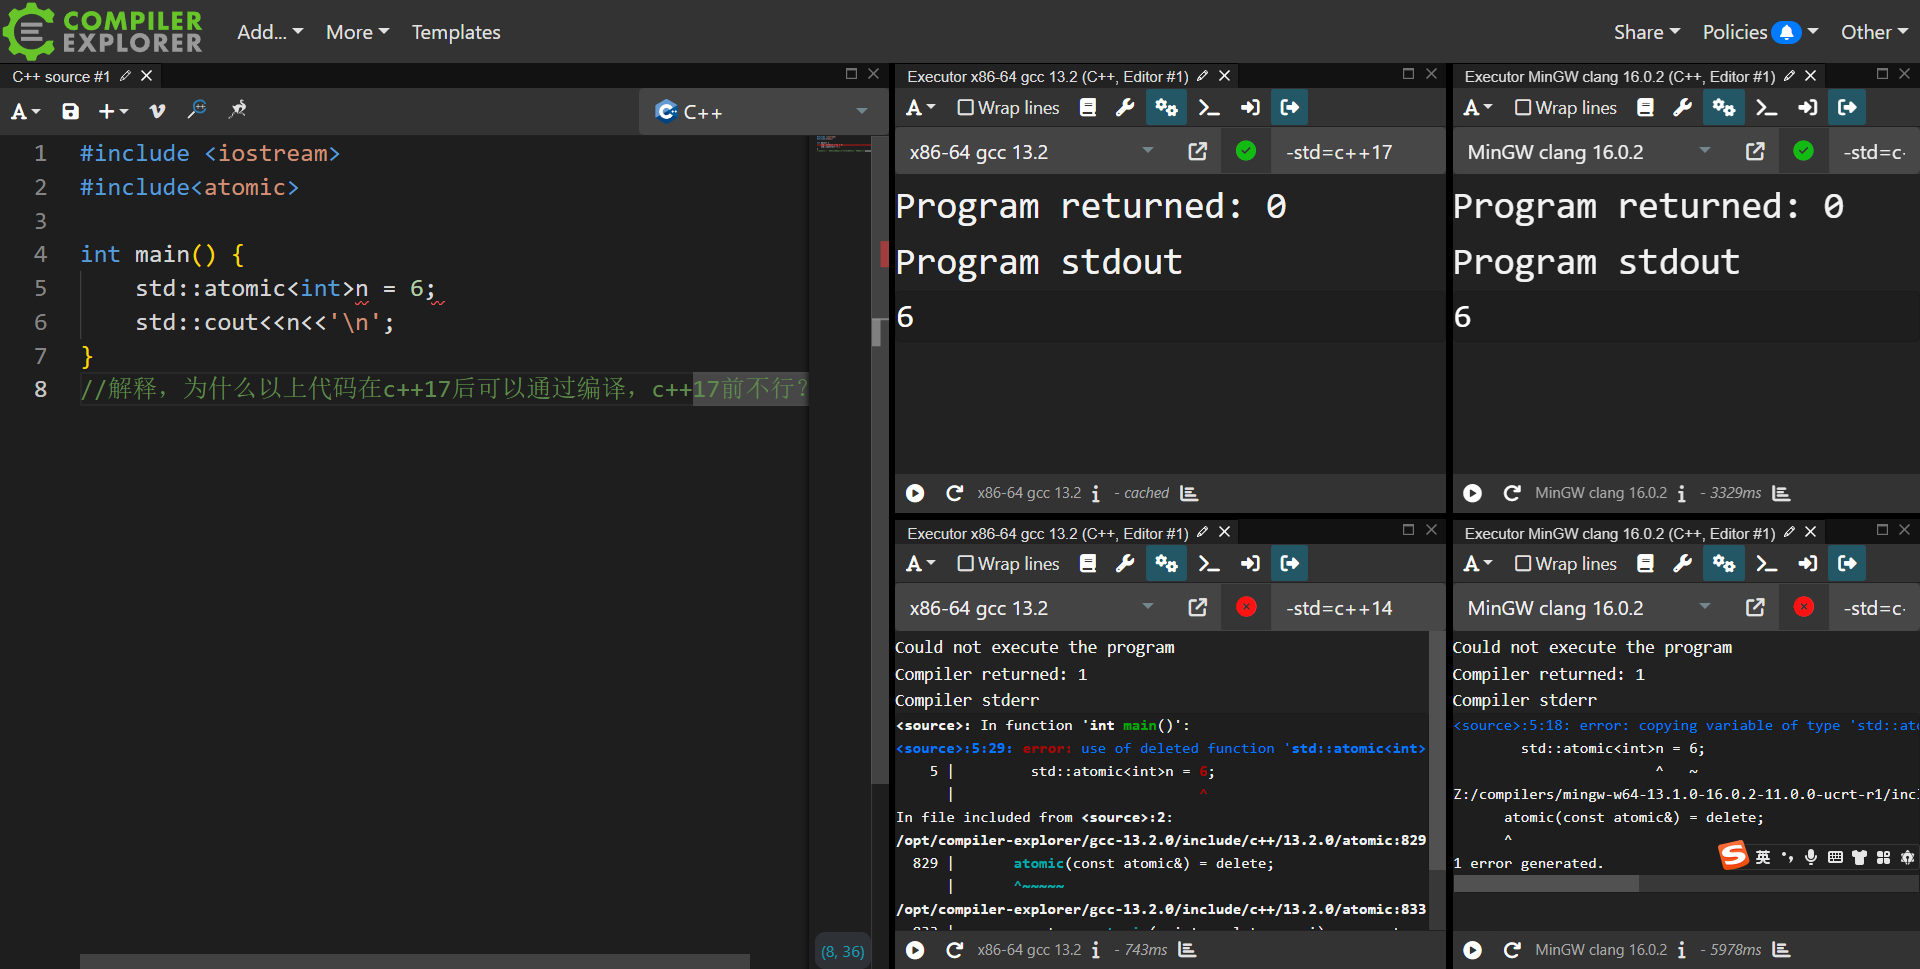 COMPILER
EXPLORER
Add...
More
Templates
Share
Policies
Other
C++ source #1
A
C++
1 #include <iostream>
2 #include<atomic>
3
4 int main() {
5 std::atomic<int>n = 6;
6 std::cout<<n<<'\n';
7 }
8 //解释，为什么以上代码在c++17后可以通过编译，c++17前不行?
(8, 36)
Executor x86-64 gcc 13.2 (C++, Editor #1)
A
Wrap lines
x86-64 gcc 13.2
-std=c++17
Program returned: 0
Program stdout
6
x86-64 gcc 13.2
- cached
Executor MinGW clang 16.0.2 (C++, Editor #1)
A
Wrap lines
MinGW clang 16.0.2
-std=c
Program returned: 0
Program stdout
6
MinGW clang 16.0.2
- 3329ms
Executor x86-64 gcc 13.2 (C++, Editor #1)
A
Wrap lines
x86-64 gcc 13.2
-std=c++14
Could not execute the program
Compiler returned: 1
Compiler stderr
<source>: In function 'int main()':
<source>:5:29: error: use of deleted function 'std::atomic<int>
5 | std::atomic<int>n = 6;
| ^
In file included from <source>:2:
/opt/compiler-explorer/gcc-13.2.0/include/c++/13.2.0/atomic:829
829 | atomic(const atomic&) = delete;
| ^~~~~~
/opt/compiler-explorer/gcc-13.2.0/include/c++/13.2.0/atomic:833
x86-64 gcc 13.2
- 743ms
Executor MinGW clang 16.0.2 (C++, Editor #1)
A
Wrap lines
MinGW clang 16.0.2
-std=c
Could not execute the program
Compiler returned: 1
Compiler stderr
<source>:5:18: error: copying variable of type 'std::ato
std::atomic<int>n = 6;
^ ~
Z:/compilers/mingw-w64-13.1.0-16.0.2-11.0.0-ucrt-r1/incl
atomic(const atomic&) = delete;
^
1 error generated.
S 英
MinGW clang 16.0.2
- 5978ms